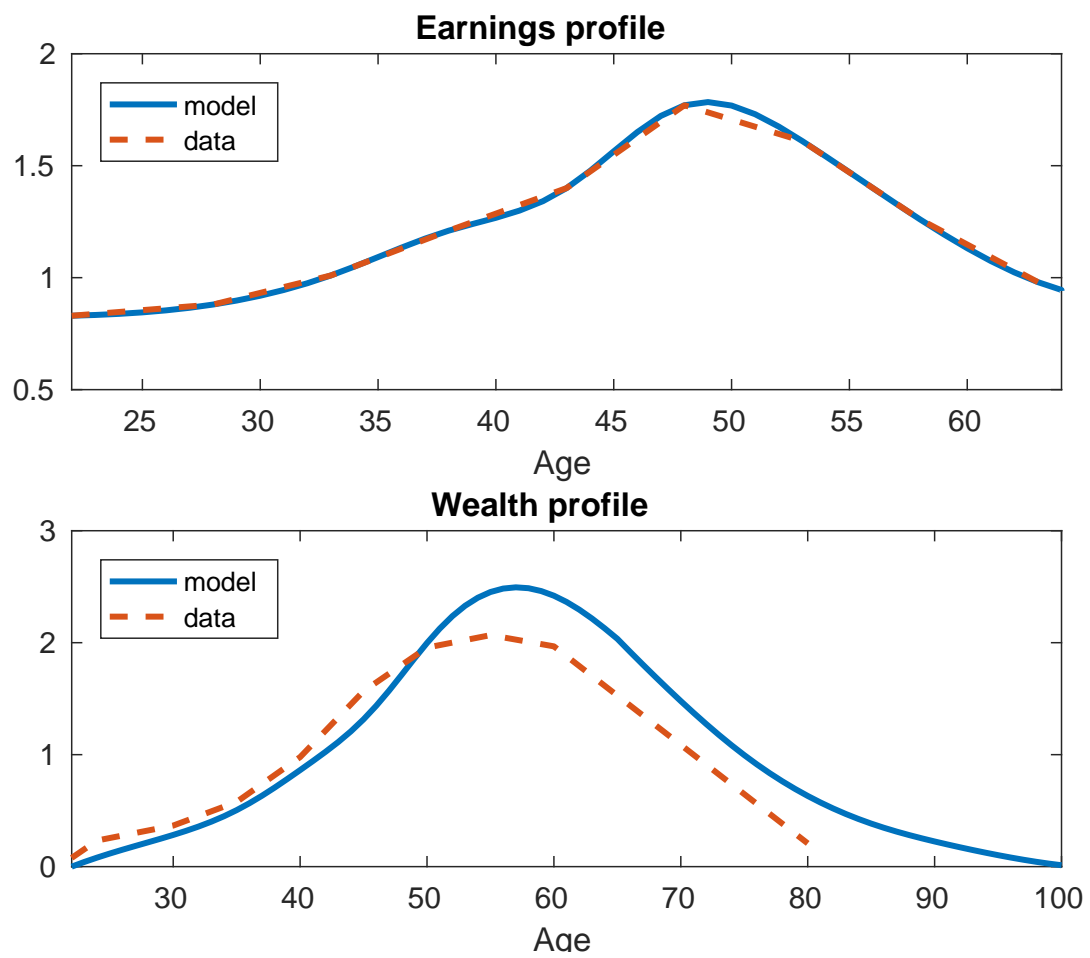 Earnings profile
2
1.5
1
0.5
model
data
25 30 35 40 45 50 55 60
Age
Wealth profile
3
2
1
0
model
data
30 40 50 60 70 80 90 100
Age